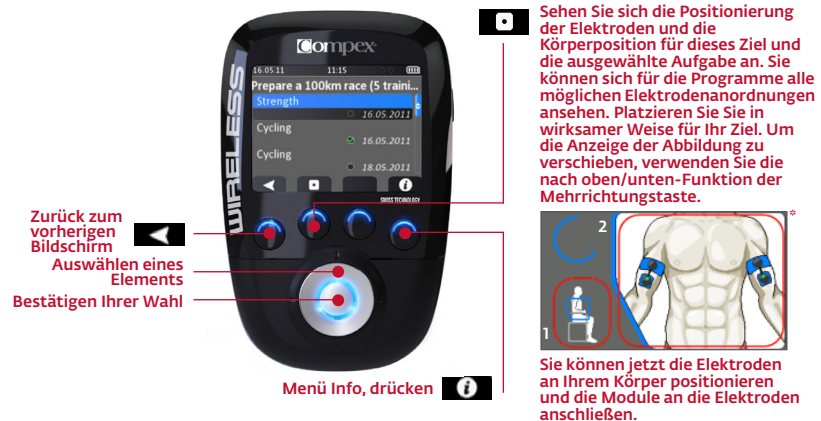 Sehen Sie sich die Positionierung
der Elektroden und die
Körperposition für dieses Ziel und
die ausgewählte Aufgabe an. Sie
können sich für die Programme alle
möglichen Elektrodenanordnungen
ansehen. Platzieren Sie Sie in
wirksamer Weise für Ihr Ziel. Um
die Anzeige der Abbildung zu
verschieben, verwenden Sie die
nach oben/unten-Funktion der
Mehrrichtungstaste.
Compex
WIRELESS
16.05.11 11:15
Prepare a 100km race (5 traini...
Strength
16.05.2011
Cycling
16.05.2011
Cycling
18.05.2011
SWISS TECHNOLOGY
Zurück zum
vorherigen
Bildschirm
Auswählen eines
Elements
Bestätigen Ihrer Wahl
Menü Info, drücken i
2
*
1
Sie können jetzt die Elektroden
an Ihrem Körper positionieren
und die Module an die Elektroden
anschließen.